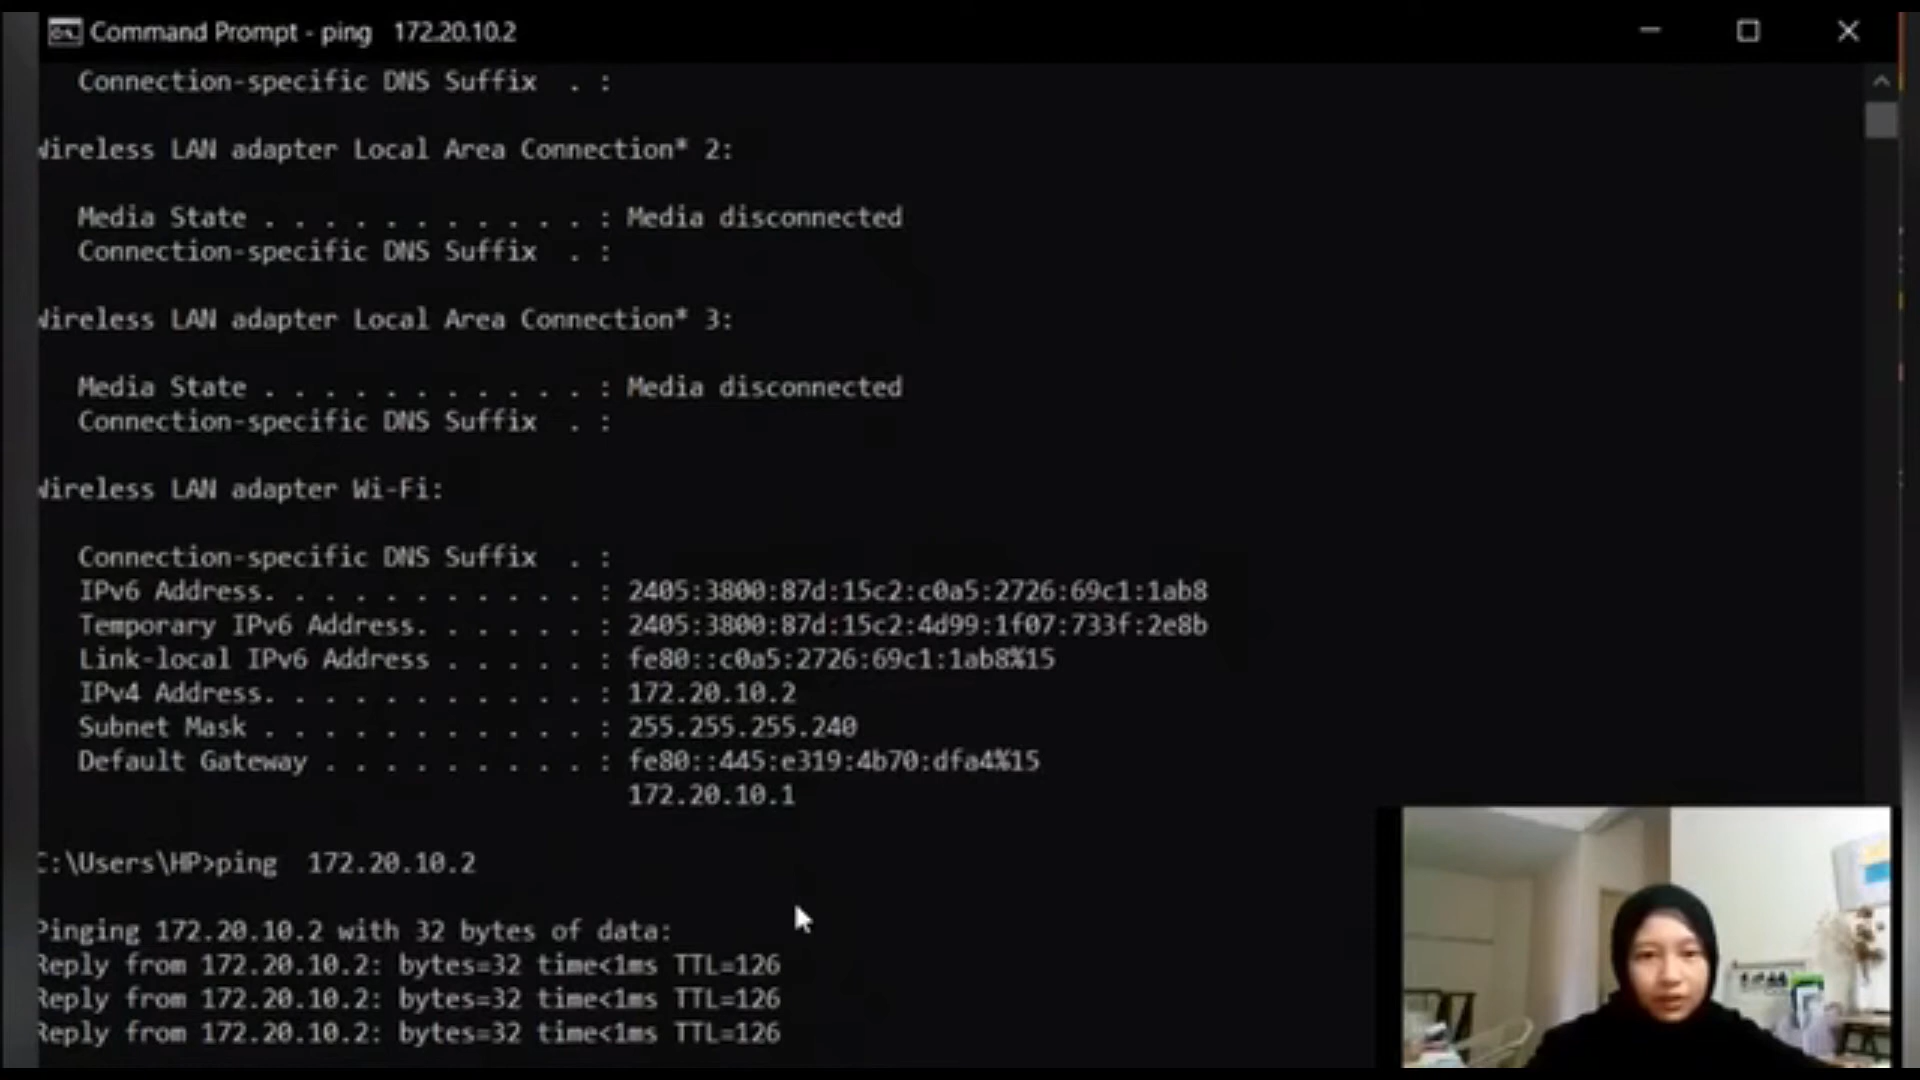 Command Prompt - ping 172.20.10.2
Connection-specific DNS Suffix . :
Wireless LAN adapter Local Area Connection* 2:
Media State . . . . . . . . . . . : Media disconnected
Connection-specific DNS Suffix . :
Wireless LAN adapter Local Area Connection* 3:
Media State . . . . . . . . . . . : Media disconnected
Connection-specific DNS Suffix . :
Wireless LAN adapter Wi-Fi:
Connection-specific DNS Suffix . :
IPv6 Address. . . . . . . . . . . : 2405:3800:87d:15c2:c0a5:2726:69c1:1ab8
Temporary IPv6 Address. . . . . . : 2405:3800:87d:15c2:4d99:1f07:733f:2e8b
Link-local IPv6 Address . . . . . : fe80::c0a5:2726:69c1:1ab8%15
IPv4 Address. . . . . . . . . . . : 172.20.10.2
Subnet Mask . . . . . . . . . . . : 255.255.255.240
Default Gateway . . . . . . . . . : fe80::445:e319:4b70:dfa4%15
172.20.10.1
C:\Users\HP>ping  172.20.10.2
Pinging 172.20.10.2 with 32 bytes of data:
Reply from 172.20.10.2: bytes=32 time<1ms TTL=126
Reply from 172.20.10.2: bytes=32 time<1ms TTL=126
Reply from 172.20.10.2: bytes=32 time<1ms TTL=126